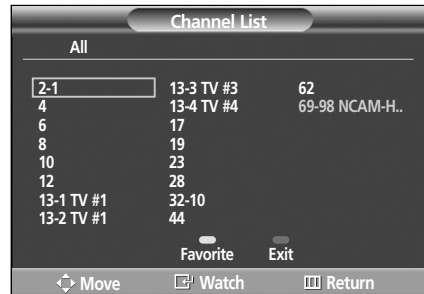 Channel List
All
2-1
4
6
8
10
12
13-1 TV #1
13-2 TV #1
13-3 TV #3
13-4 TV #4
17
19
23
28
32-10
44
62
69-98 NCAM-H..
Favorite Exit
Move Watch Return